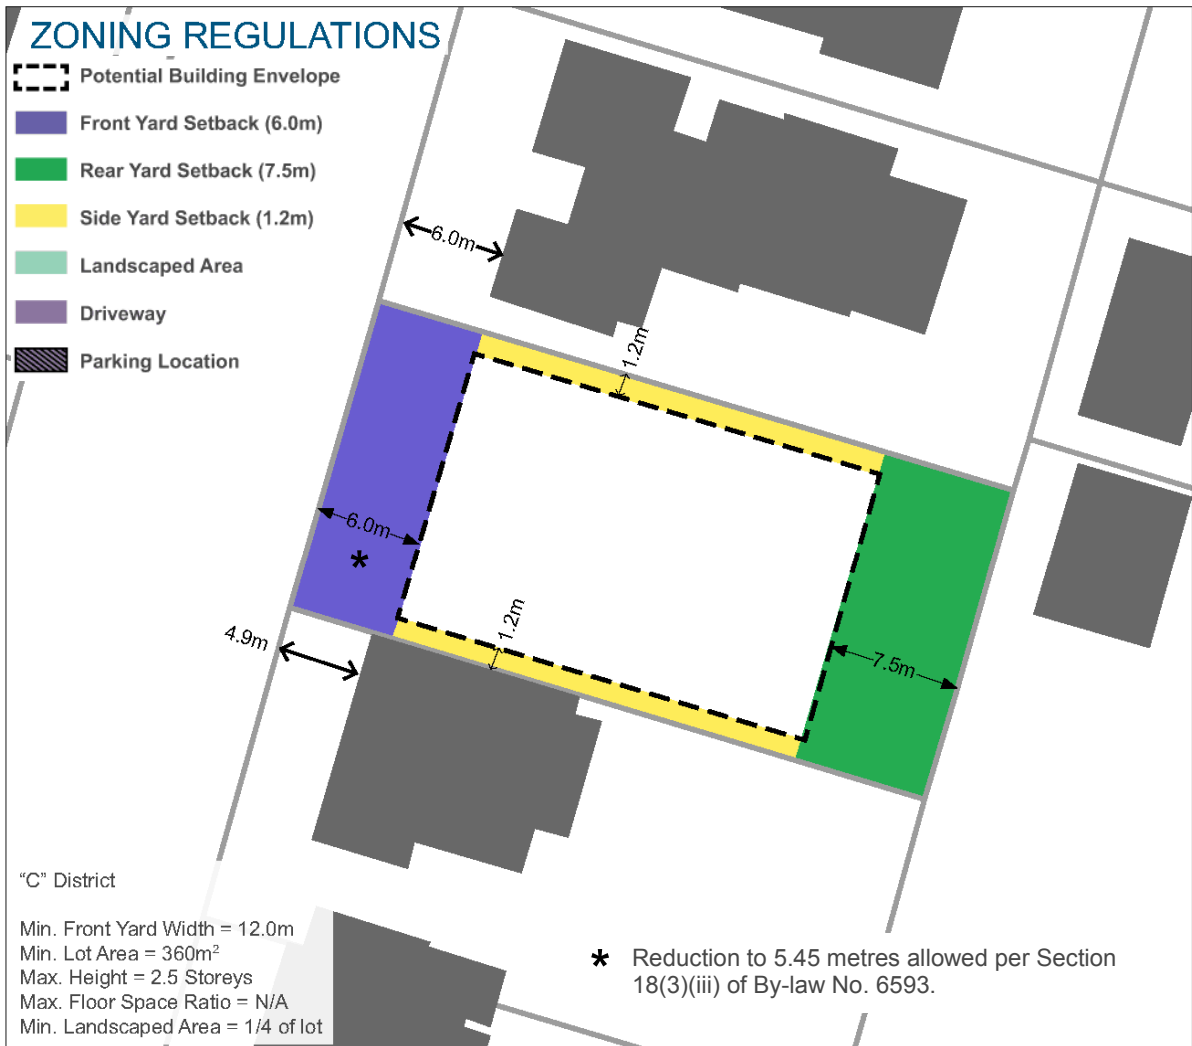 ZONING REGULATIONS
Potential Building Envelope
Front Yard Setback (6.0m)
Rear Yard Setback (7.5m)
Side Yard Setback (1.2m)
Landscaped Area
Driveway
Parking Location
6.0m
1.2m
6.0m
*
1.2m
4.9m
7.5m
“C” District
Min. Front Yard Width = 12.0m
Min. Lot Area = 360m²
Max. Height = 2.5 Storeys
Max. Floor Space Ratio = N/A
Min. Landscaped Area = 1/4 of lot
* Reduction to 5.45 metres allowed per Section
18(3)(iii) of By-law No. 6593.